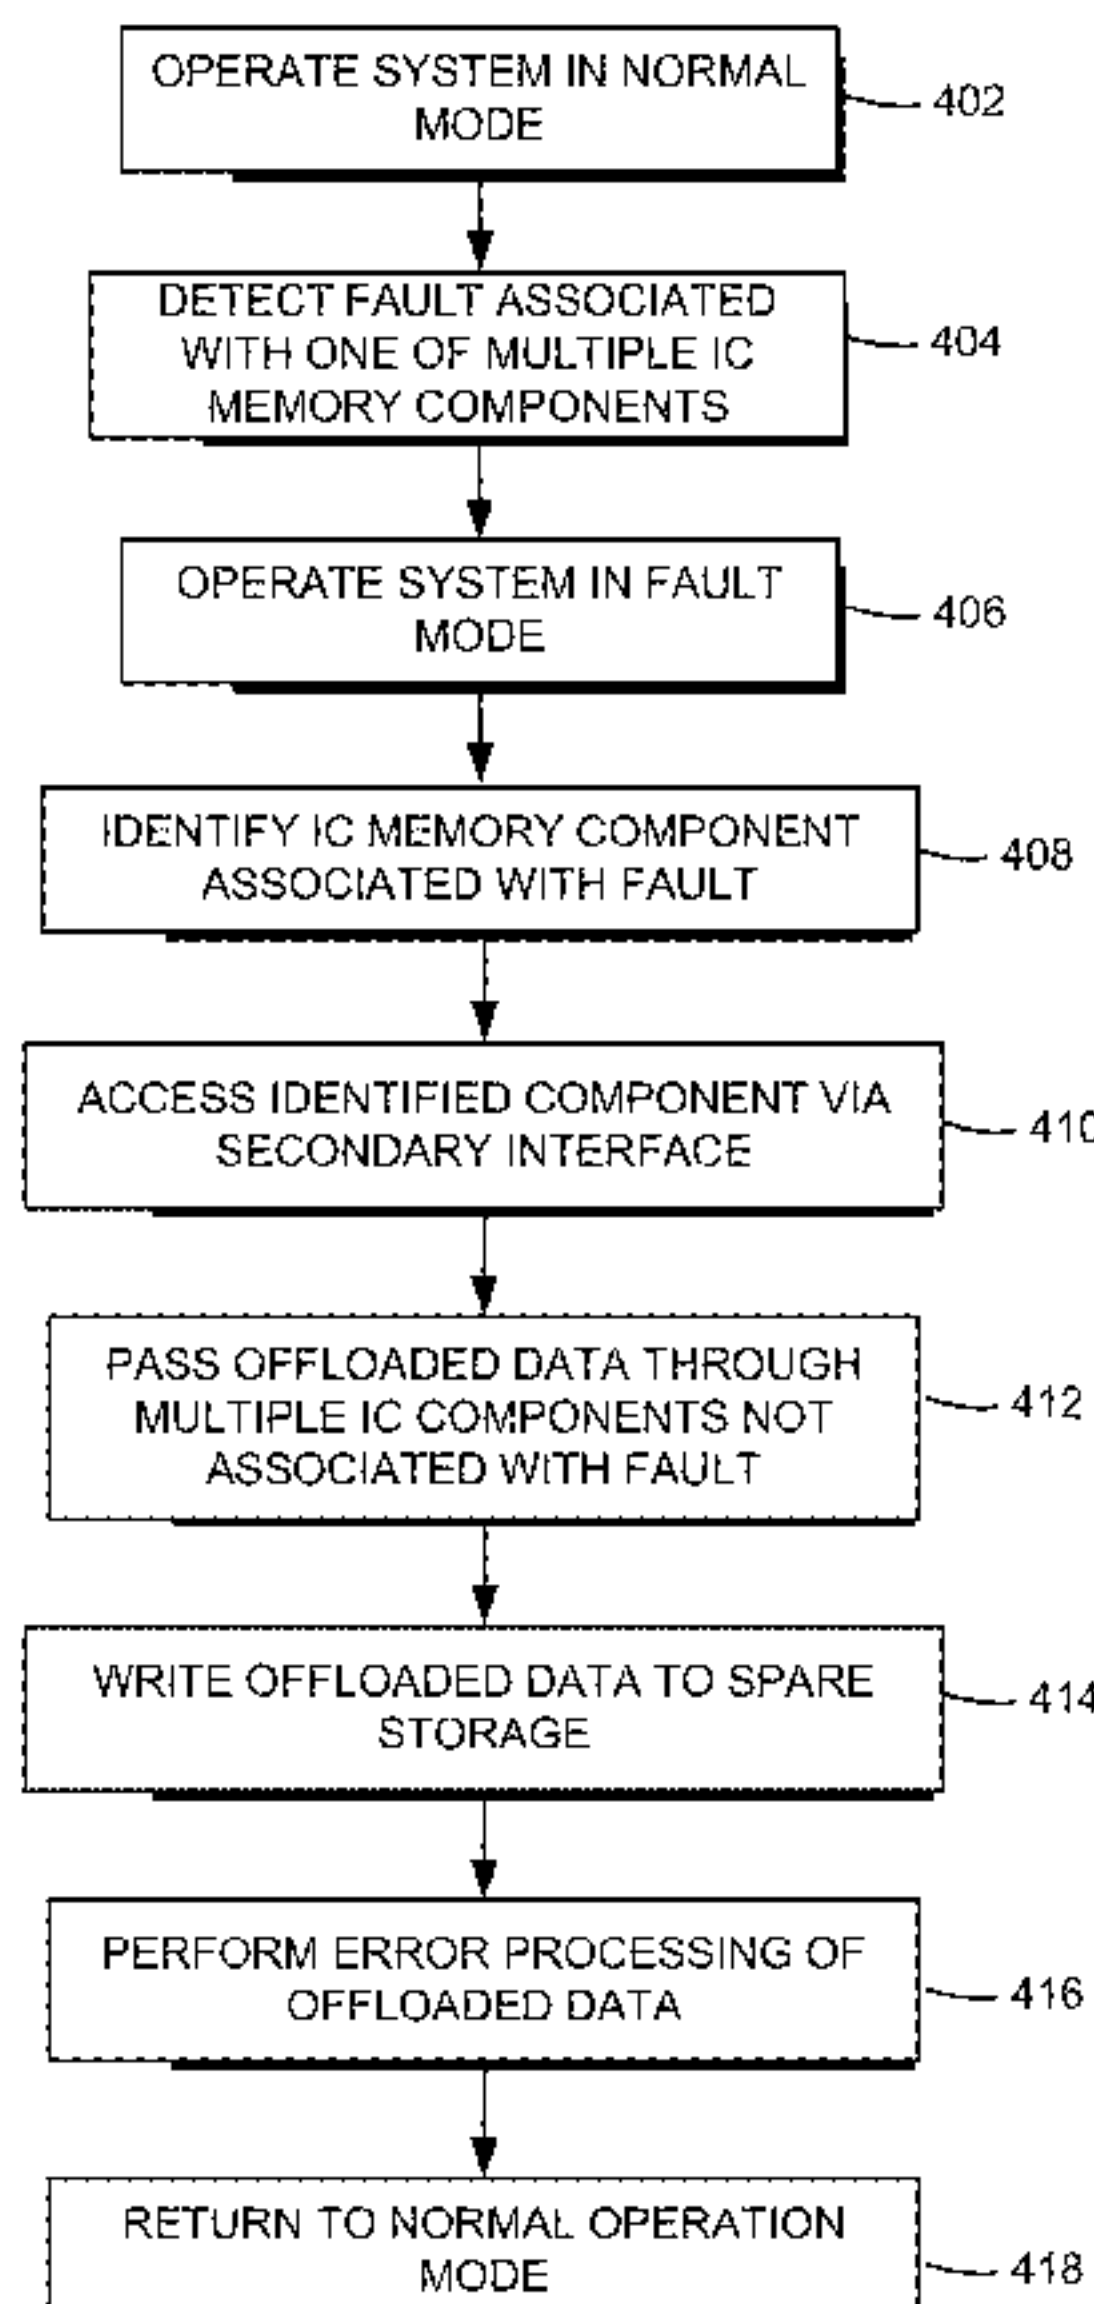 OPERATE SYSTEM IN NORMAL
MODE
402
DETECT FAULT ASSOCIATED
WITH ONE OF MULTIPLE IC
MEMORY COMPONENTS
404
OPERATE SYSTEM IN FAULT
MODE
406
IDENTIFY IC MEMORY COMPONENT
ASSOCIATED WITH FAULT
408
ACCESS IDENTIFIED COMPONENT VIA
SECONDARY INTERFACE
410
PASS OFFLOADED DATA THROUGH
MULTIPLE IC COMPONENTS NOT
ASSOCIATED WITH FAULT
412
WRITE OFFLOADED DATA TO SPARE
STORAGE
414
PERFORM ERROR PROCESSING OF
OFFLOADED DATA
416
RETURN TO NORMAL OPERATION
MODE
418